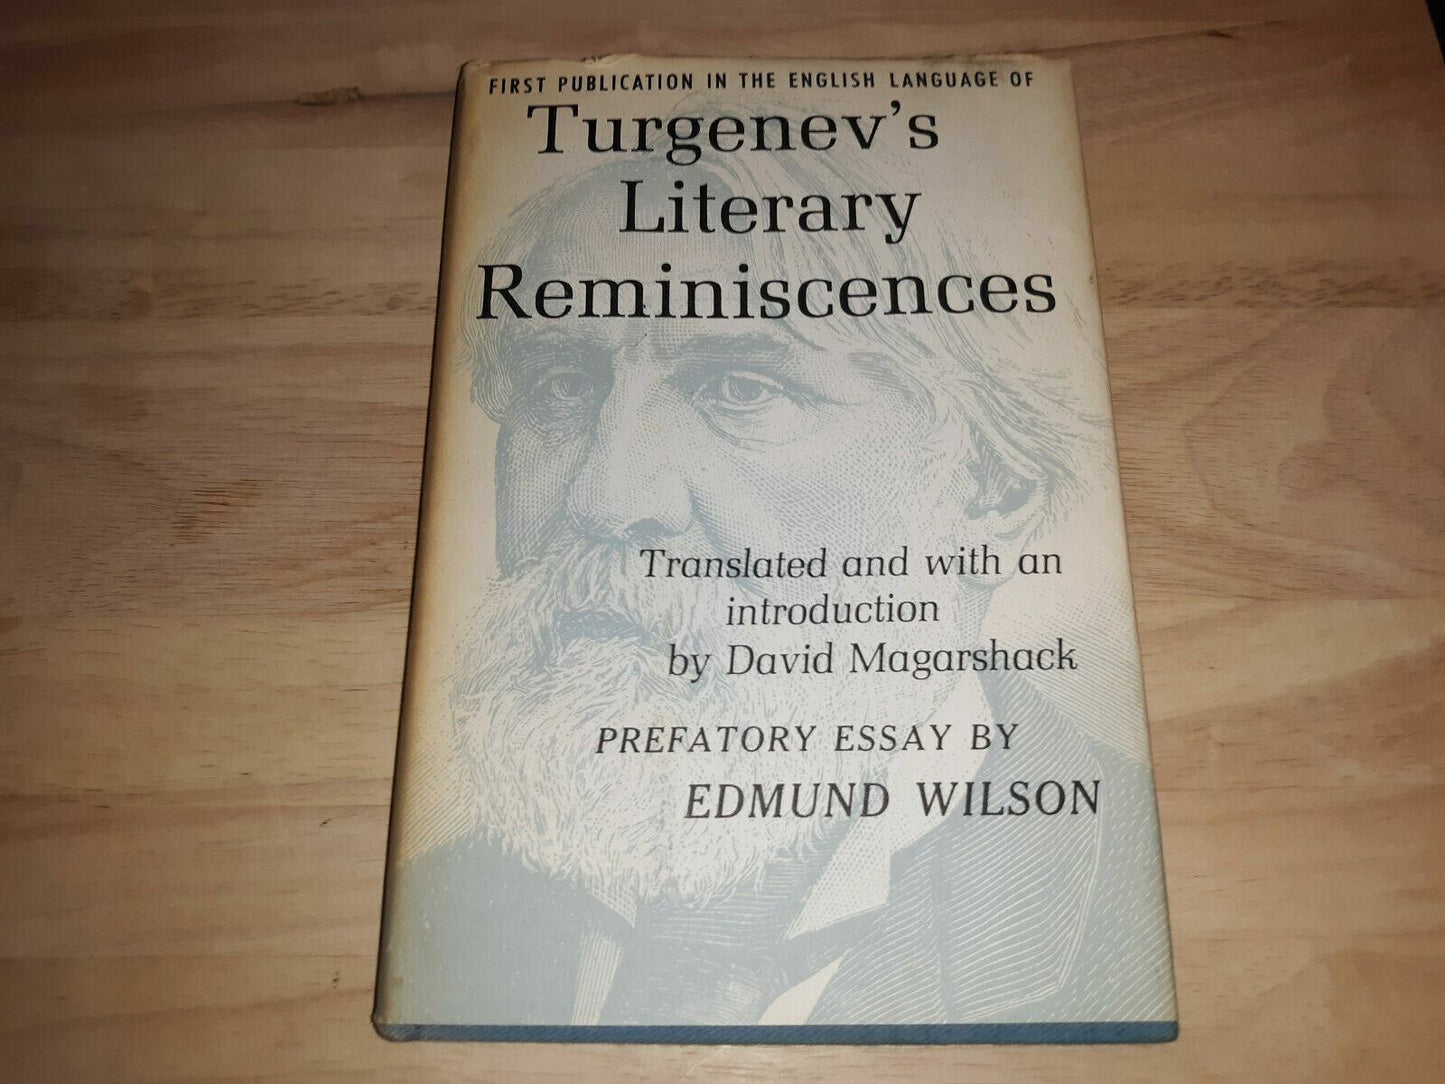 FIRST PUBLICATION IN THE ENGLISH LANGUAGE OF
Turgenev's
Literary
Reminiscences
Translated and with an
introduction
by David Magarshack
PREFATORY ESSAY BY
EDMUND WILSON